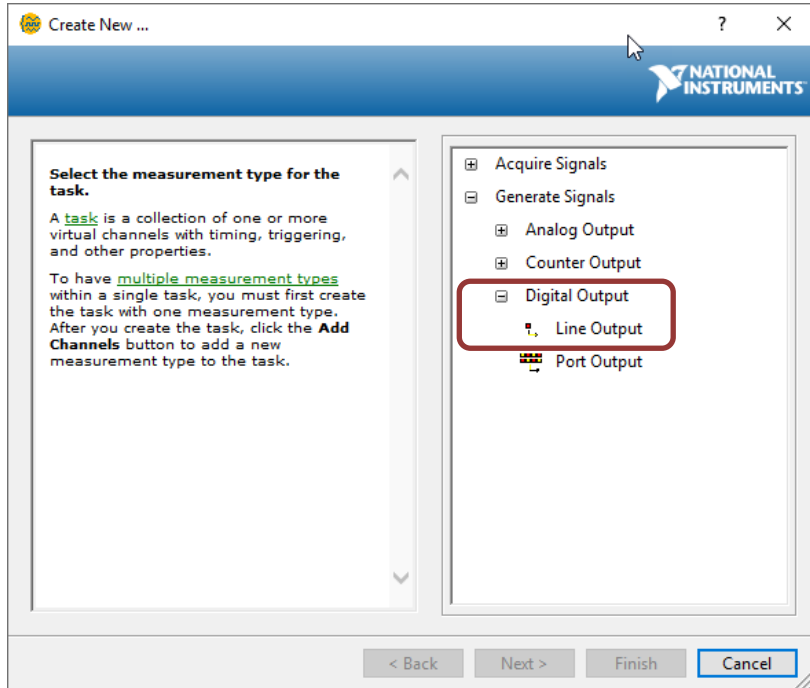 Create New ...
?
NATIONAL
INSTRUMENTS
Select the measurement type for the
task.
A task is a collection of one or more
virtual channels with timing, triggering,
and other properties.
To have multiple measurement types
within a single task, you must first create
the task with one measurement type.
After you create the task, click the Add
Channels button to add a new
measurement type to the task.
Acquire Signals
Generate Signals
Analog Output
Counter Output
Digital Output
Line Output
Port Output
< Back
Next >
Finish
Cancel